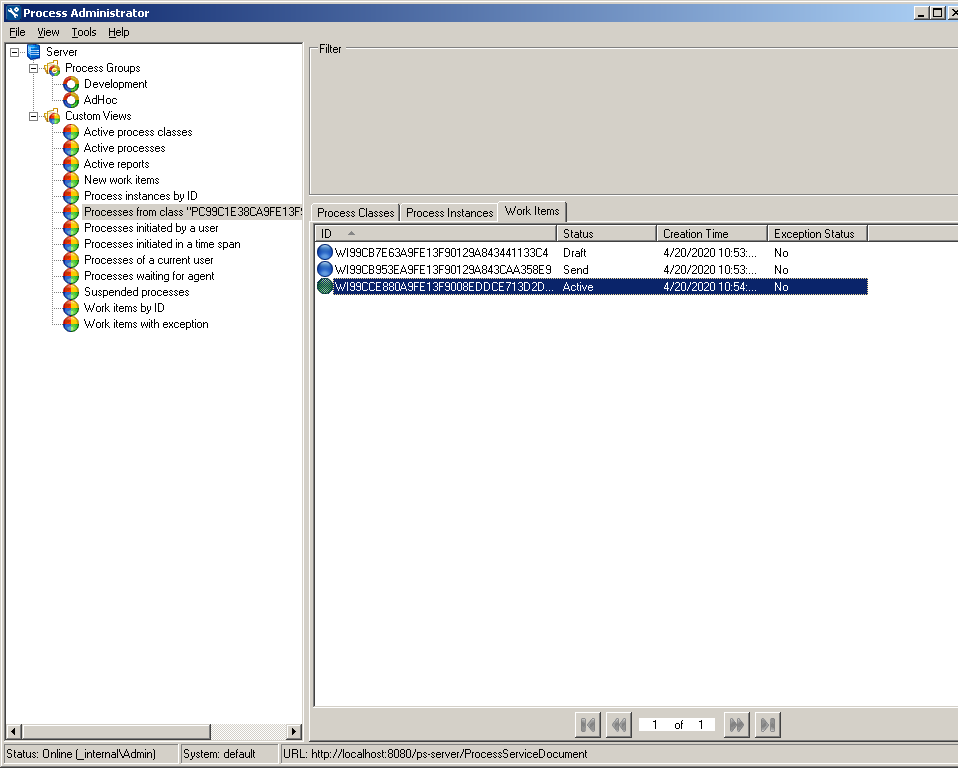 Process Administrator
File View Tools Help
Server
Process Groups
Development
AdHoc
Custom Views
Active process classes
Active processes
Active reports
New work items
Process instances by ID
Processes from class "PC99C1E38CA9FE13F9
Processes initiated by a user
Processes initiated in a time span
Processes of a current user
Processes waiting for agent
Suspended processes
Work items by ID
Work items with exception
Filter
Process Classes Process Instances Work Items
ID Status Creation Time Exception Status
WI99CB7E63A9FE13F90129A843441133C4 Draft 4/20/2020 10:53:... No
WI99CB953EA9FE13F90129A843CAA358E9 Send 4/20/2020 10:53:... No
WI99CCE880A9FE13F9008EDDCE713D2D... Active 4/20/2020 10:54:... No
1 of 1
Status: Online (_internal\Admin) System: default URL: http://localhost:8080/ps-server/ProcessServiceDocument